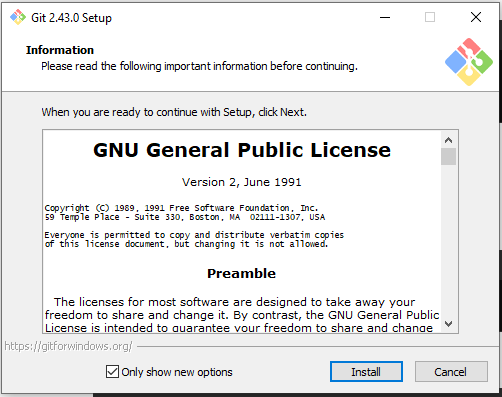 Git 2.43.0 Setup
Information
Please read the following important information before continuing.
When you are ready to continue with Setup, click Next.
GNU General Public License
Version 2, June 1991
Copyright (C) 1989, 1991 Free Software Foundation, Inc.
59 Temple Place - Suite 330, Boston, MA  02111-1307, USA
Everyone is permitted to copy and distribute verbatim copies
of this license document, but changing it is not allowed.
Preamble
The licenses for most software are designed to take away your
freedom to share and change it. By contrast, the GNU General Public
License is intended to guarantee your freedom to share and change
https://gitforwindows.org/
Only show new options
Install
Cancel